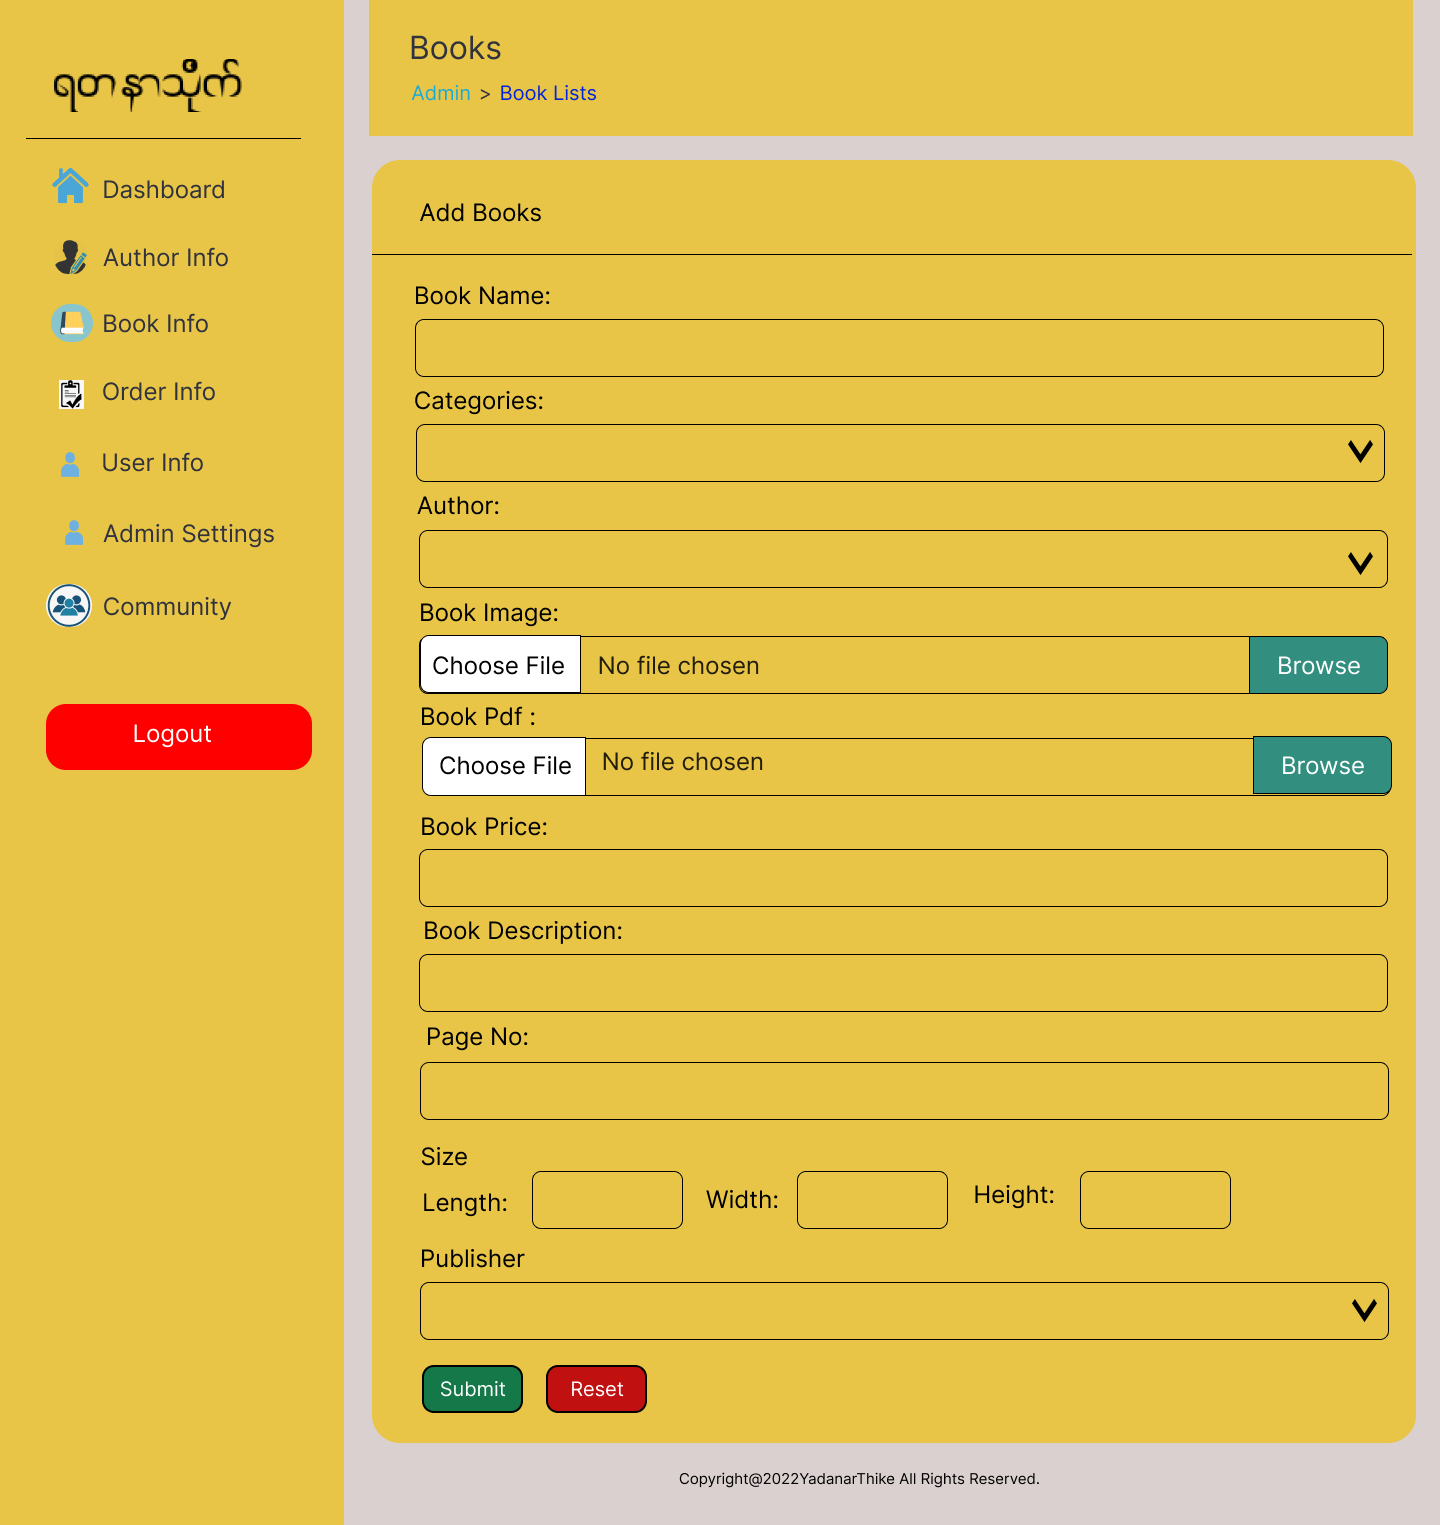 ရတနာသိုက်
Dashboard
Author Info
Book Info
Order Info
User Info
Admin Settings
Community
Logout
Books
Admin > Book Lists
Add Books
Book Name:
Categories:
Author:
Book Image:
Choose File No file chosen Browse
Book Pdf :
Choose File No file chosen Browse
Book Price:
Book Description:
Page No:
Size
Length: Width: Height:
Publisher
Submit Reset
Copyright@2022YadanarThike All Rights Reserved.